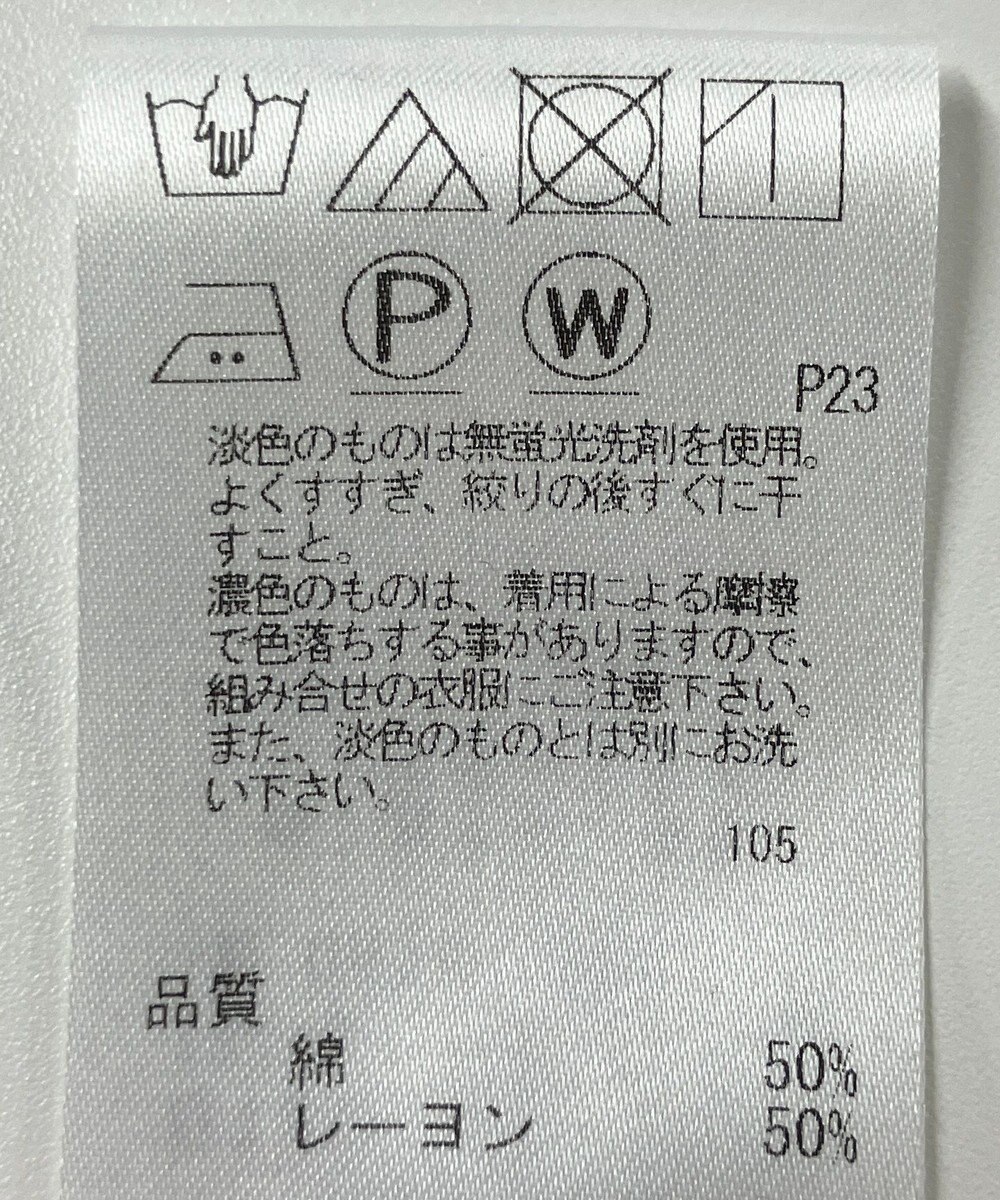 P
W
P23
淡色のものは無蛍光洗剤を使用。
よくすすぎ、絞りの後すぐに干
すこと。
濃色のものは、着用による摩擦
で色落ちする事がありますので、
組み合せの衣服にご注意下さい。
また、淡色のものとは別にお洗
い下さい。
105
品質
綿 50%
レーヨン 50%